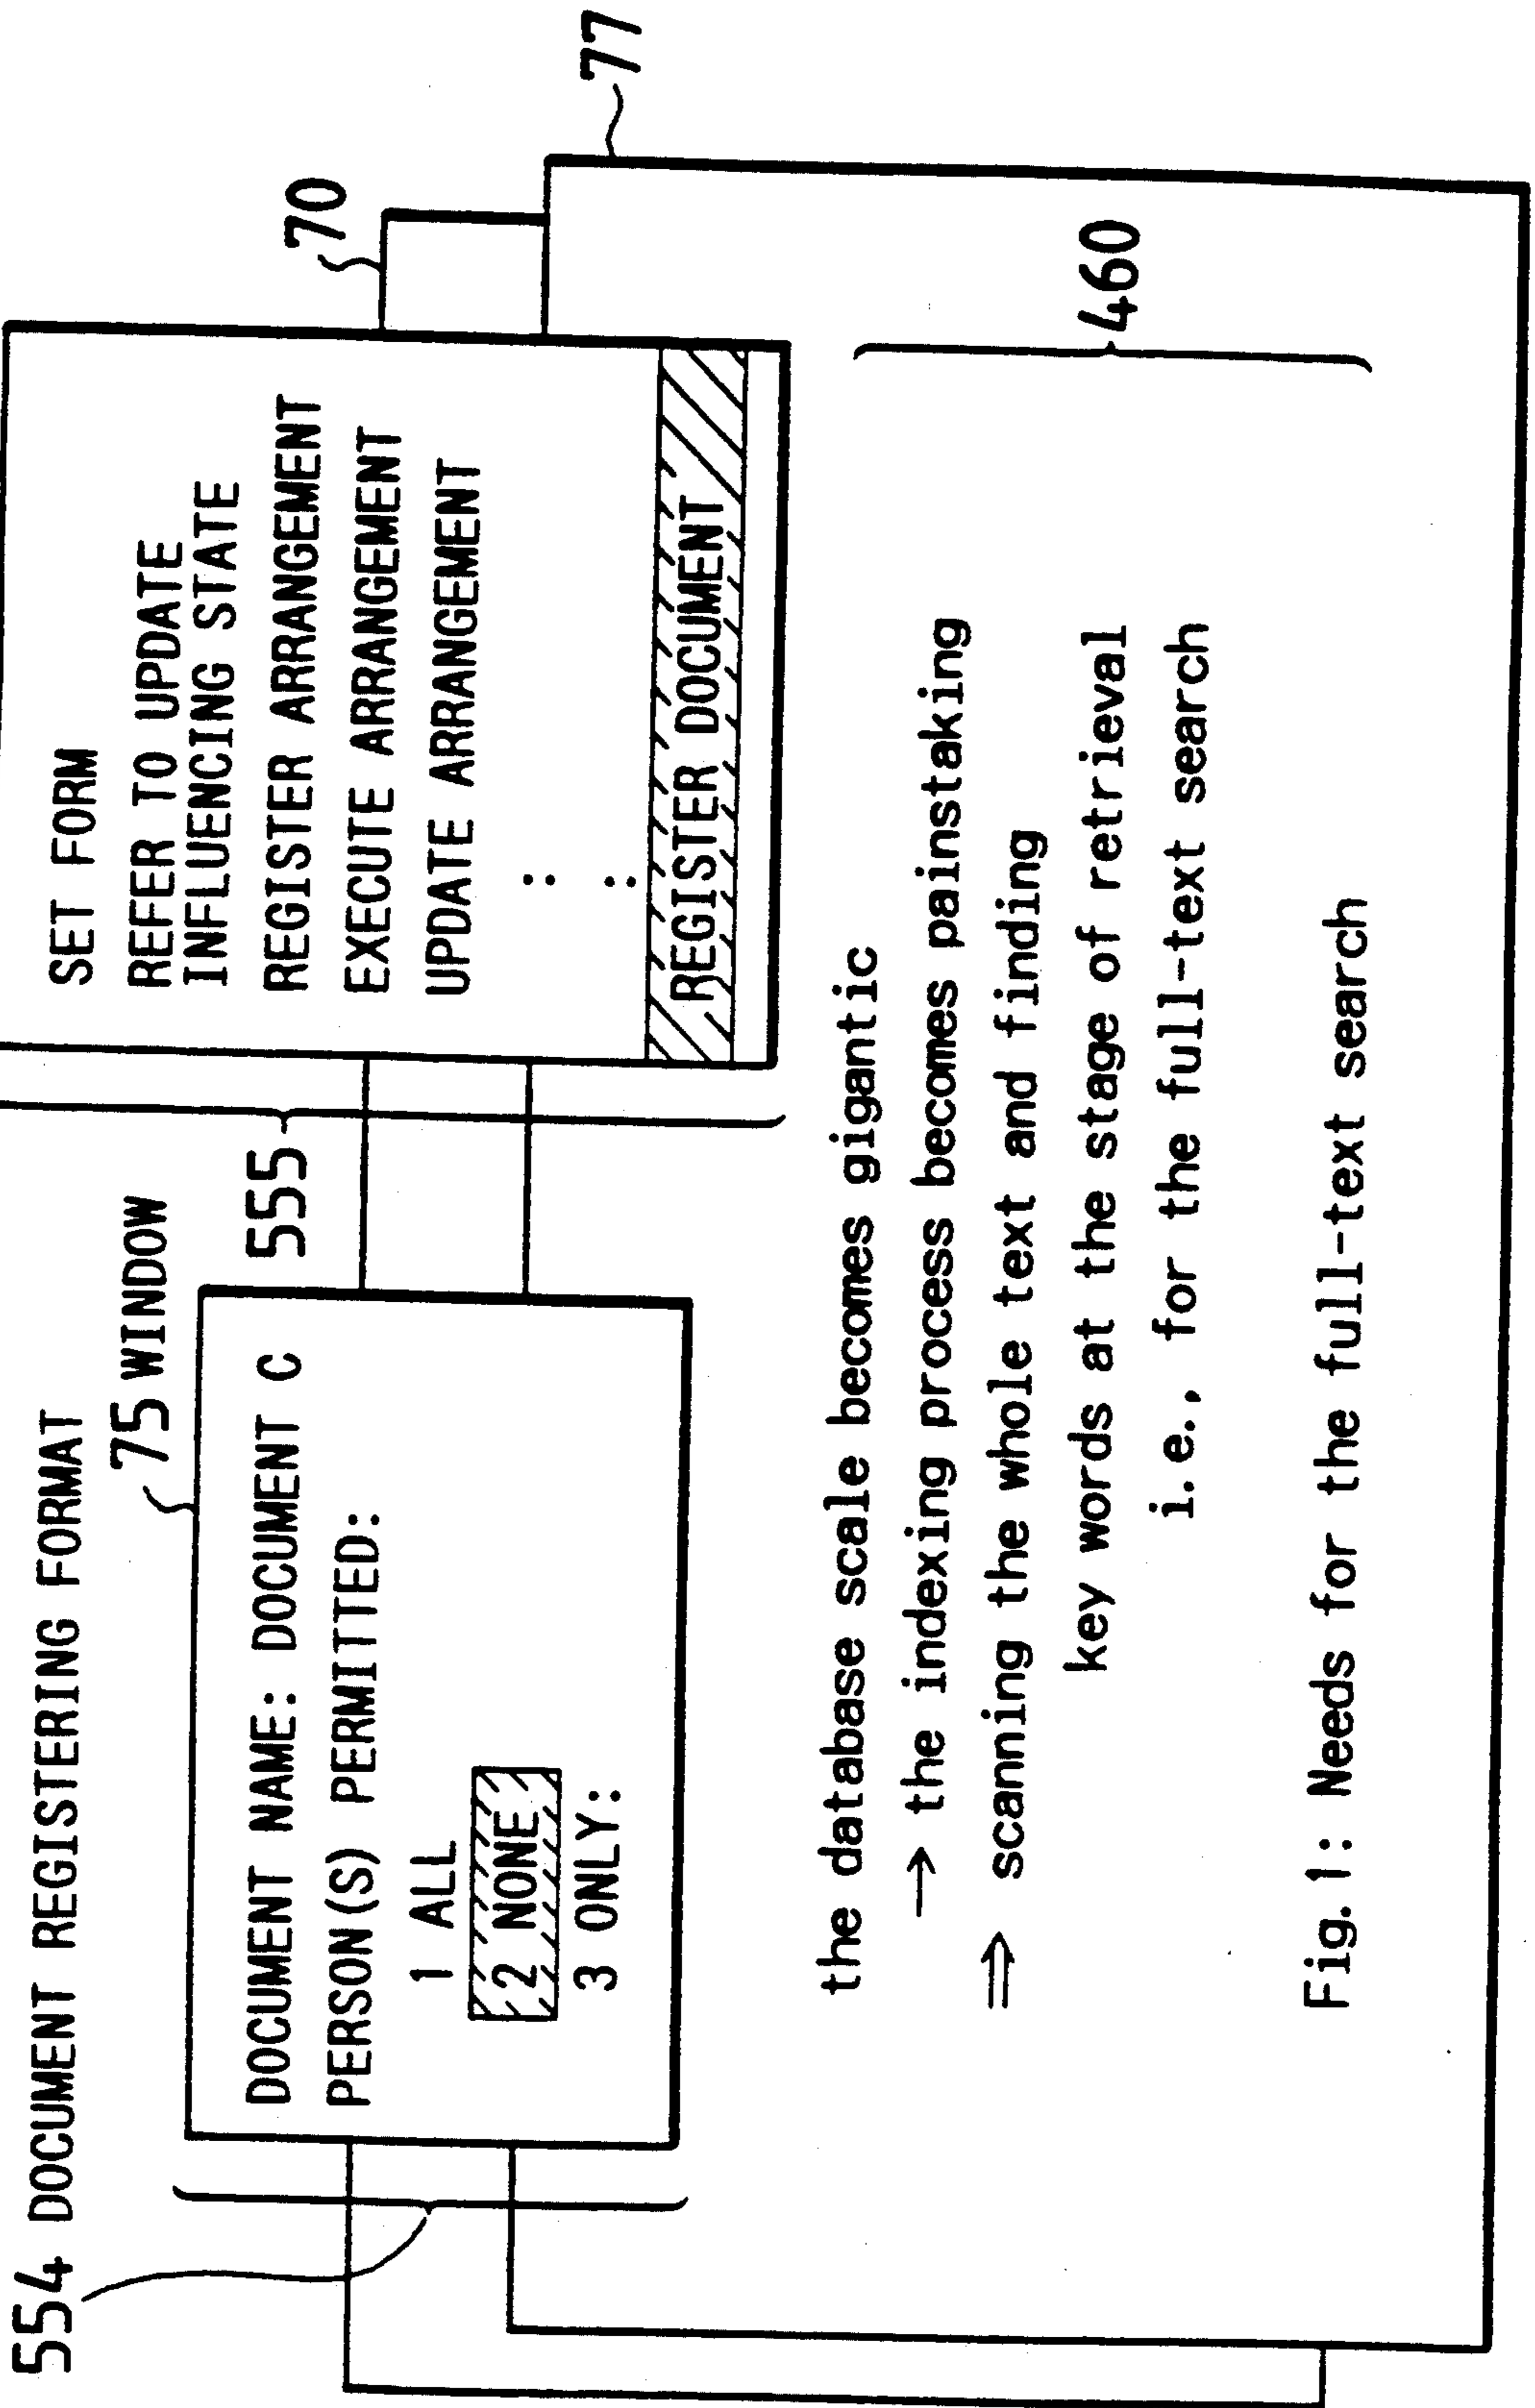 554 DOCUMENT REGISTERING FORMAT
75 WINDOW
DOCUMENT NAME: DOCUMENT C
PERSON(S) PERMITTED:
1 ALL
2 NONE
3 ONLY:
555
SET FORM
REFER TO UPDATE
INFLUENCING STATE
REGISTER ARRANGEMENT
EXECUTE ARRANGEMENT
UPDATE ARRANGEMENT
:
:
REGISTER DOCUMENT
70
77
the database scale becomes gigantic
→ the indexing process becomes painstaking
⇒ scanning the whole text and finding
key words at the stage of retrieval
i.e., for the full-text search
460
Fig.1: Needs for the full-text search